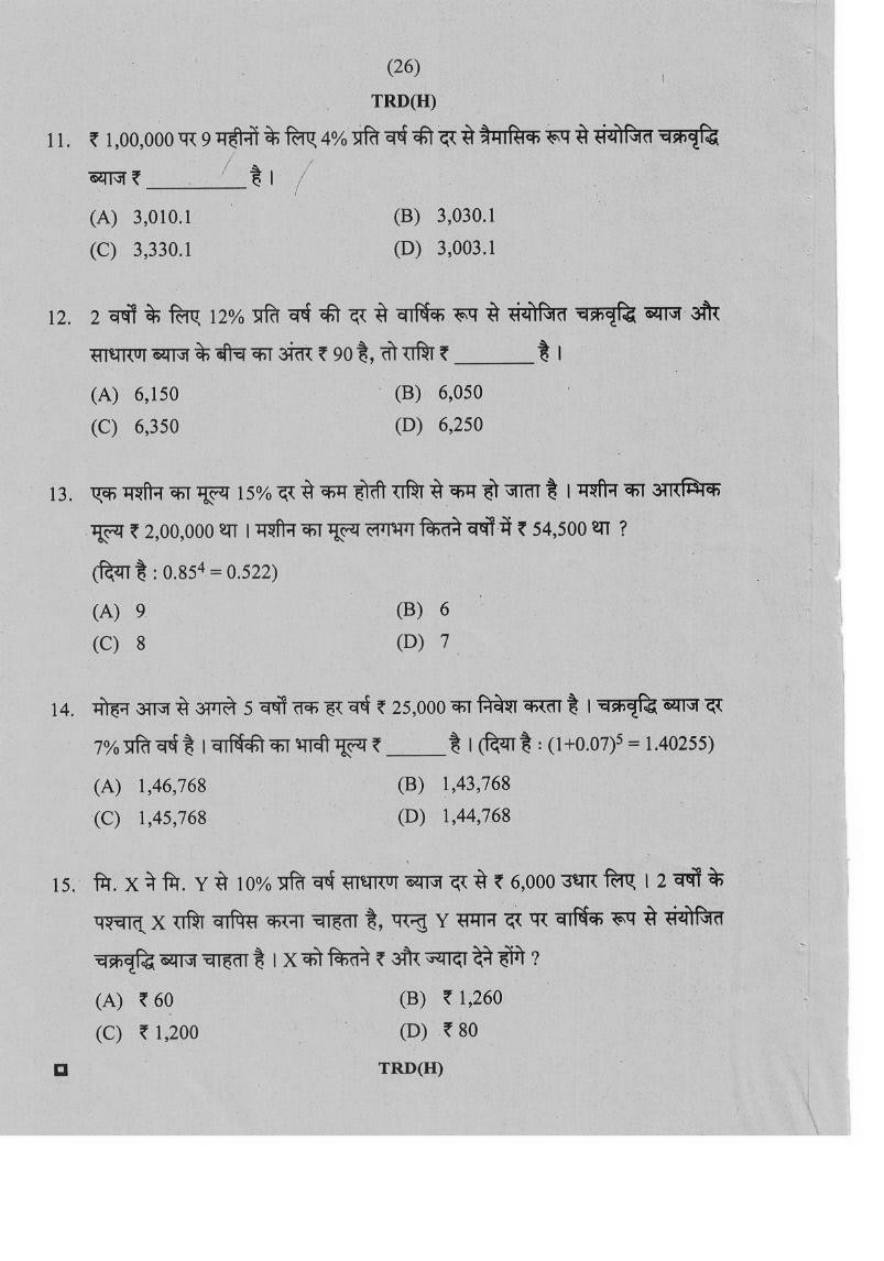 (26)
TRD(H)
11. ₹ 1,00,000 पर 9 महीनों के लिए 4% प्रति वर्ष की दर से त्रैमासिक रूप से संयोजित चक्रवृद्धि
ब्याज ₹ __________ है ।
(A) 3,010.1 (B) 3,030.1
(C) 3,330.1 (D) 3,003.1
12. 2 वर्षों के लिए 12% प्रति वर्ष की दर से वार्षिक रूप से संयोजित चक्रवृद्धि ब्याज और
साधारण ब्याज के बीच का अंतर ₹ 90 है, तो राशि ₹ ________ है ।
(A) 6,150 (B) 6,050
(C) 6,350 (D) 6,250
13. एक मशीन का मूल्य 15% दर से कम होती राशि से कम हो जाता है । मशीन का आरम्भिक
मूल्य ₹ 2,00,000 था । मशीन का मूल्य लगभग कितने वर्षों में ₹ 54,500 था ?
(दिया है : 0.85⁴ = 0.522)
(A) 9 (B) 6
(C) 8 (D) 7
14. मोहन आज से अगले 5 वर्षों तक हर वर्ष ₹ 25,000 का निवेश करता है । चक्रवृद्धि ब्याज दर
7% प्रति वर्ष है । वार्षिकी का भावी मूल्य ₹ ______ है । (दिया है : (1+0.07)⁵ = 1.40255)
(A) 1,46,768 (B) 1,43,768
(C) 1,45,768 (D) 1,44,768
15. मि. X ने मि. Y से 10% प्रति वर्ष साधारण ब्याज दर से ₹ 6,000 उधार लिए । 2 वर्षों के
पश्चात् X राशि वापिस करना चाहता है, परन्तु Y समान दर पर वार्षिक रूप से संयोजित
चक्रवृद्धि ब्याज चाहता है । X को कितने ₹ और ज्यादा देने होंगे ?
(A) ₹ 60 (B) ₹ 1,260
(C) ₹ 1,200 (D) ₹ 80
TRD(H)